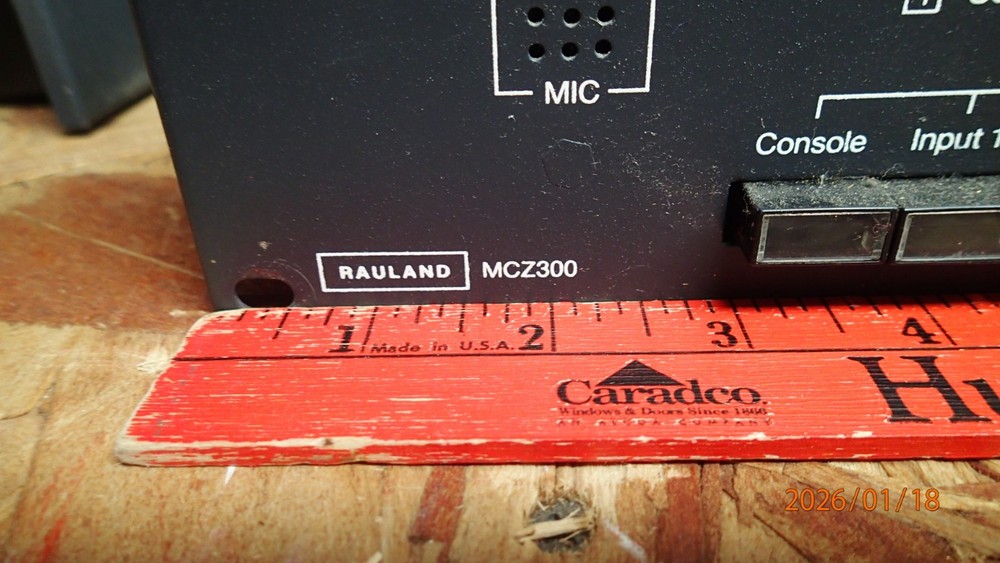 MIC
Console Input 1
RAULAND MCZ300
1 2 3 4
Made in U.S.A.
Caradco
Windows & Doors Since 1866
Hu
2026/01/18